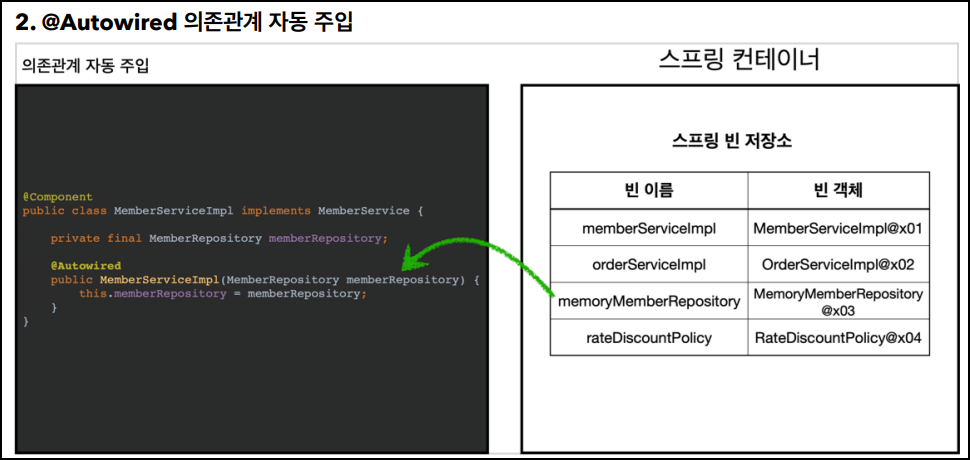 2. @Autowired 의존관계 자동 주입
의존관계 자동 주입
@Component
public class MemberServiceImpl implements MemberService {
private final MemberRepository memberRepository;
@Autowired
public MemberServiceImpl(MemberRepository memberRepository) {
this.memberRepository = memberRepository;
}
}
스프링 컨테이너
스프링 빈 저장소
빈 이름 빈 객체
memberServiceImpl MemberServiceImpl@x01
orderServiceImpl OrderServiceImpl@x02
memoryMemberRepository MemoryMemberRepository
@x03
rateDiscountPolicy RateDiscountPolicy@x04